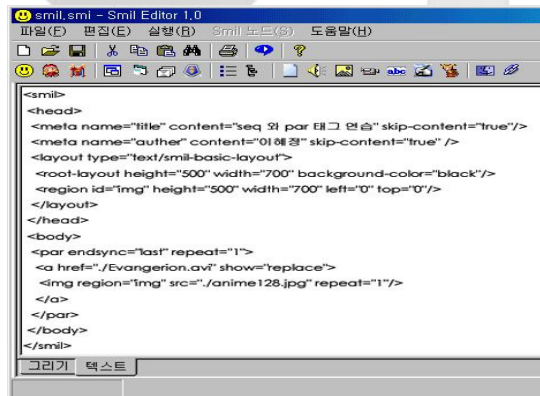 smil.smi - Smil Editor 1.0
파일(F) 편집(E) 실행(R) Smil 노드(S) 도움말(H)
abc
<smil>
<head>
<meta name="title" content="seq 와 par 태그 연습" skip-content="true"/>
<meta name="auther" content="이혜정" skip-content="true" />
<layout type="text/smil-basic-layout">
<root-layout height="500" width="700" background-color="black"/>
<region id="img" height="500" width="700" left="0" top="0"/>
</layout>
</head>
<body>
<par endsync="last" repeat="1">
<a href="./Evangerion.avi" show="replace">
<img region="img" src="./anime128.jpg" repeat="1"/>
</a>
</par>
</body>
</smil>
그리기 텍스트